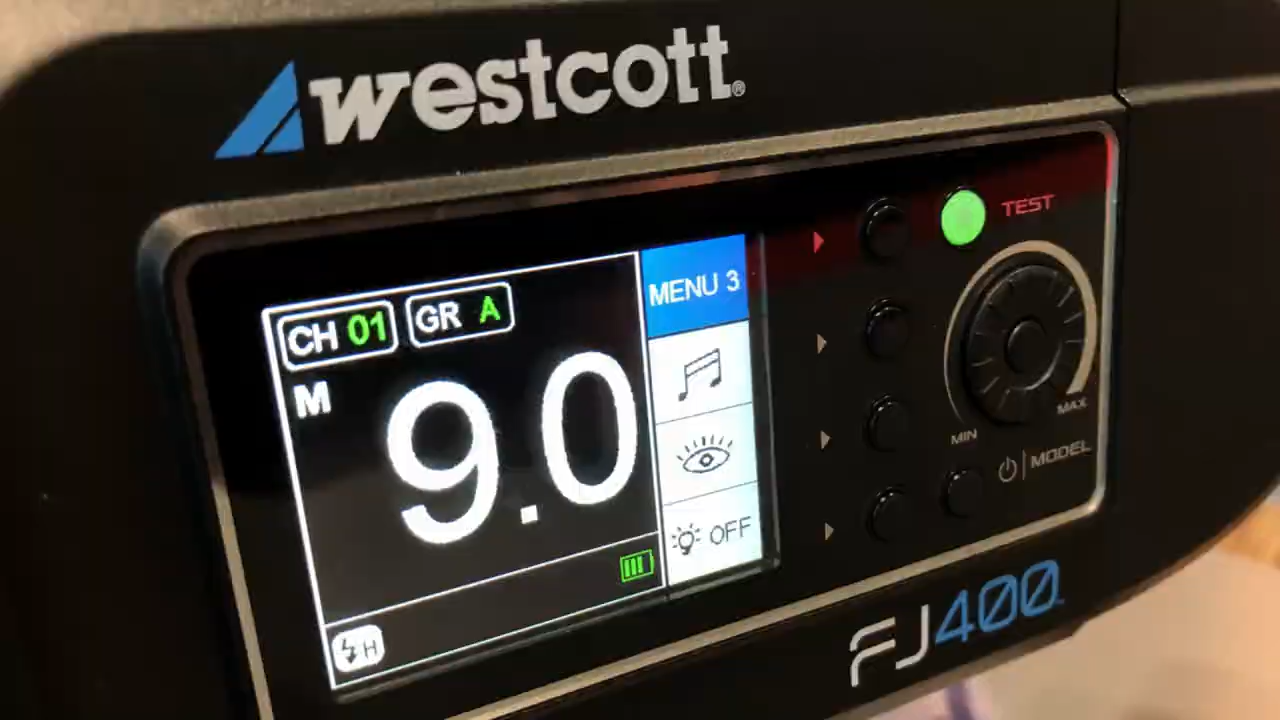 westcott®
TEST
CH 01 GR A
MENU 3
M
9.0
MAX
MIN
MODEL
OFF
H
FJ400